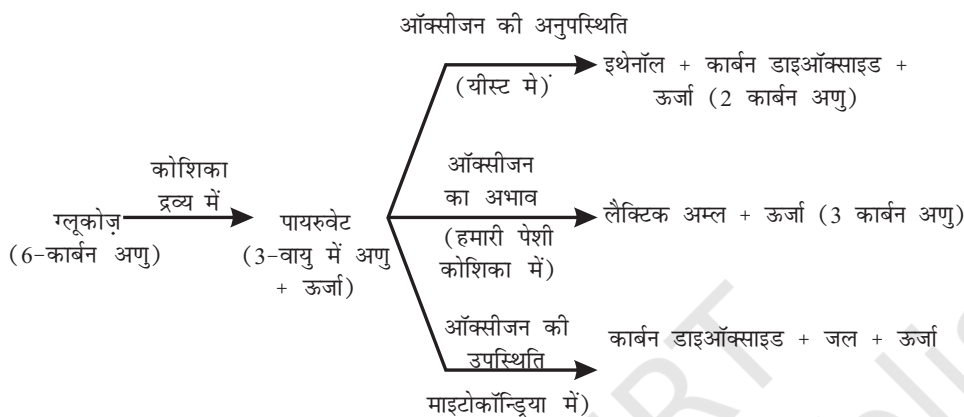 ऑक्सीजन की अनुपस्थिति
(यीस्ट में)
इथेनॉल + कार्बन डाइऑक्साइड +
ऊर्जा (2 कार्बन अणु)
कोशिका
द्रव्य में
ग्लूकोज़
(6-कार्बन अणु)
पायरुवेट
(3-वायु में अणु
+ ऊर्जा)
ऑक्सीजन
का अभाव
(हमारी पेशी
कोशिका में)
लैक्टिक अम्ल + ऊर्जा (3 कार्बन अणु)
ऑक्सीजन की
उपस्थिति
माइटोकॉन्ड्रिया में)
कार्बन डाइऑक्साइड + जल + ऊर्जा